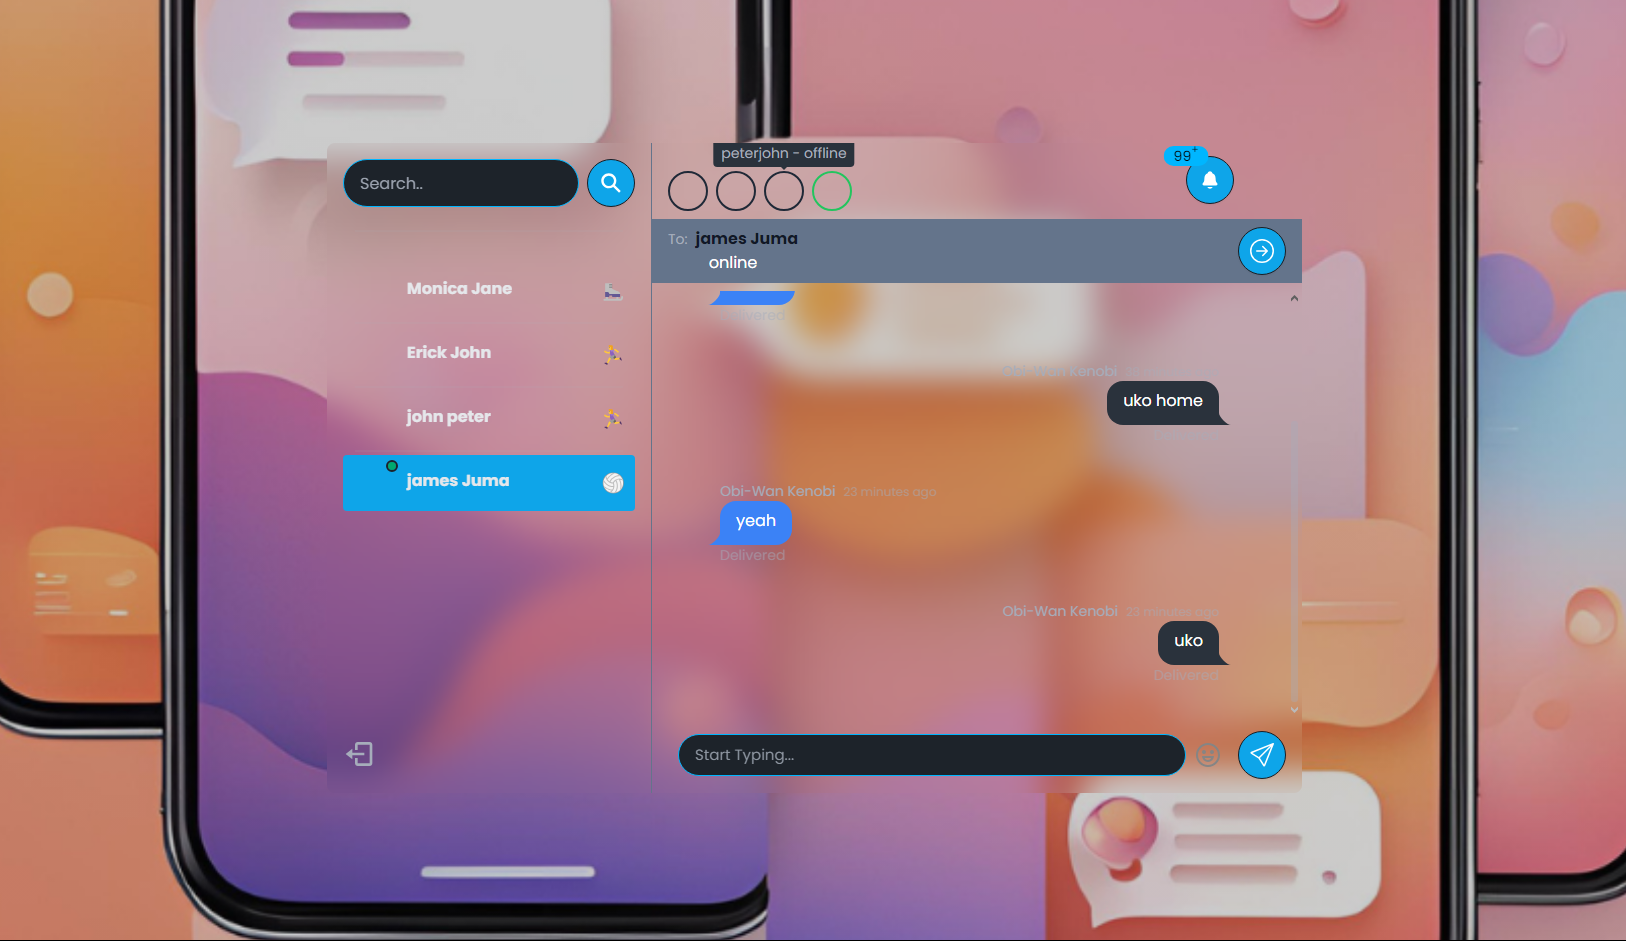 peterjohn - offline
99+
Search..
To: james Juma
online
Monica Jane
Erick John
john peter
james Juma
Delivered
Obi-Wan Kenobi
uko home
Obi-Wan Kenobi 23 minutes ago
yeah
Delivered
Obi-Wan Kenobi 23 minutes ago
uko
Delivered
Start Typing...